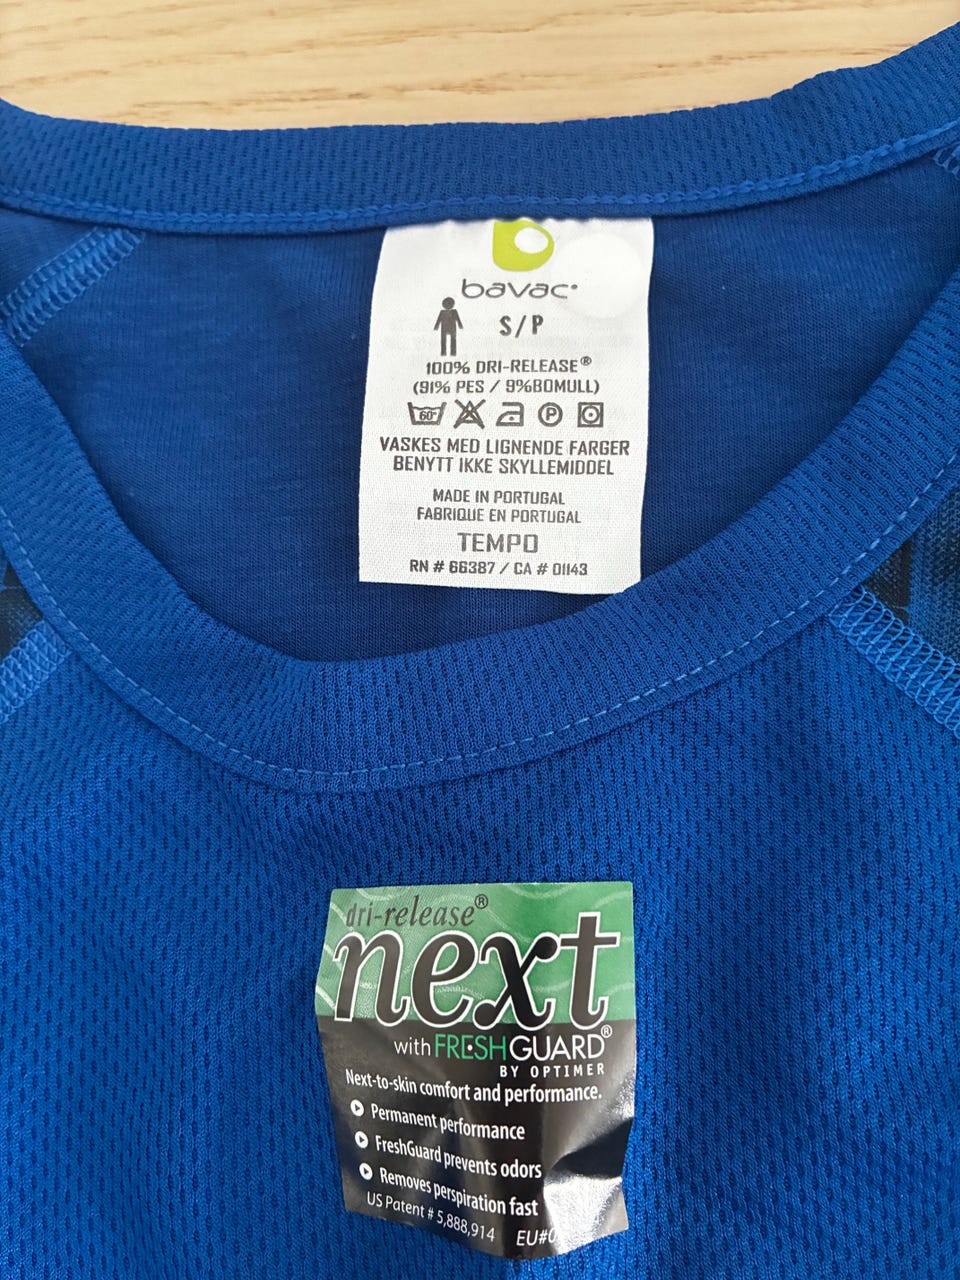 bavac
S/P
100% DRI-RELEASE®
(91% PES / 9%BOMULL)
60°
P
VASKES MED LIGNENDE FARGER
BENYTT IKKE SKYLLEMIDDEL
MADE IN PORTUGAL
FABRIQUE EN PORTUGAL
TEMPO
RN # 66387 / CA # 01143
dri-release®
next
with FRESHGUARD®
BY OPTIMER
Next-to-skin comfort and performance.
Permanent performance
FreshGuard prevents odors
Removes perspiration fast
US Patent # 5,888,914 EU#0